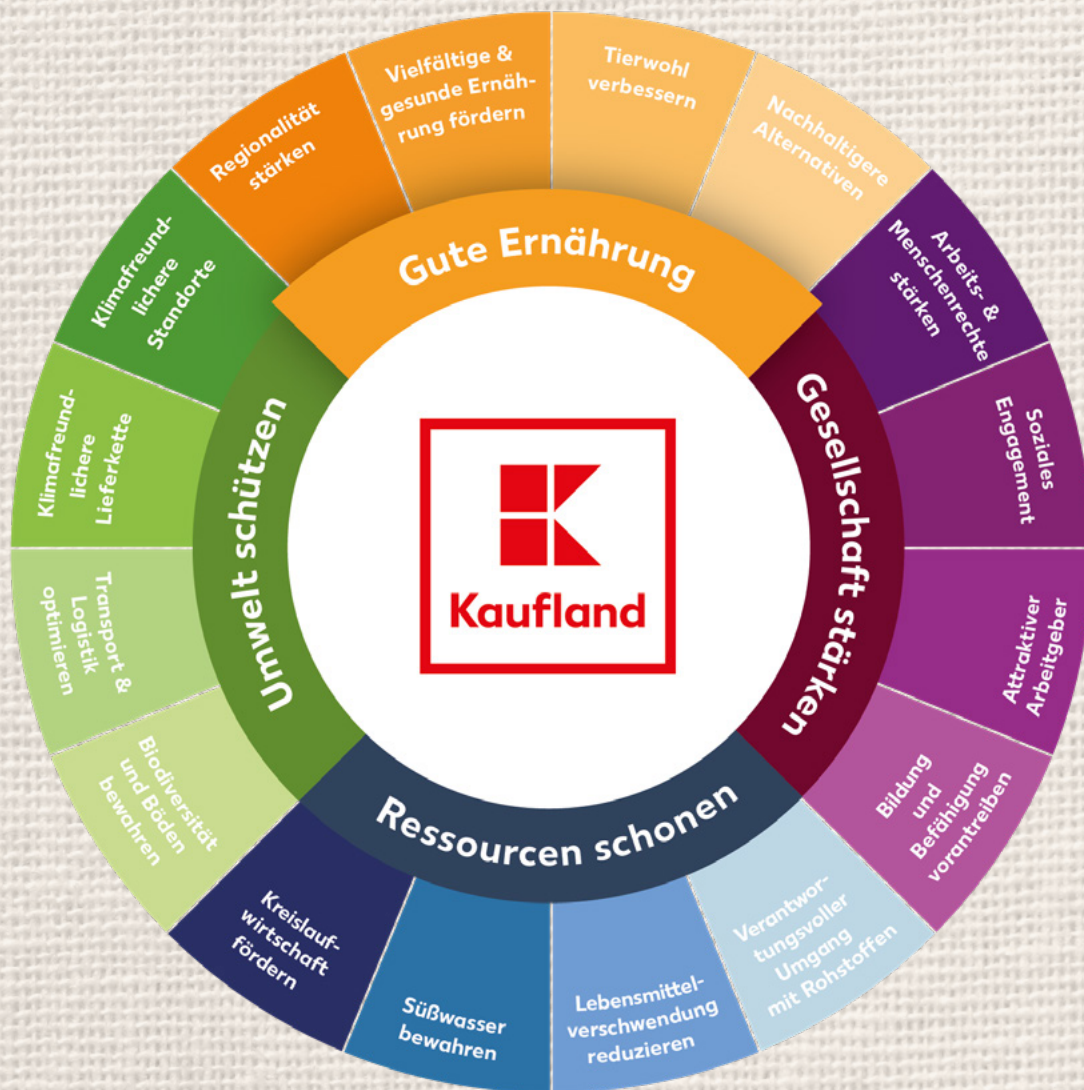 Gute Ernährung
Regionalität
stärken
Vielfältige &
gesunde Ernäh-
rung fördern
Tierwohl
verbessern
Nachhaltigere
Alternativen
Gesellschaft stärken
Arbeits- &
Menschenrechte
stärken
Soziales
Engagement
Attraktiver
Arbeitgeber
Bildung
und
Befähigung
vorantreiben
Ressourcen schonen
Verantwor-
tungsvoller
Umgang
mit Rohstoffen
Lebensmittel-
verschwendung
reduzieren
Süßwasser
bewahren
Kreislauf-
wirtschaft
fördern
Umwelt schützen
Biodiversität
und Böden
bewahren
Transport &
Logistik
optimieren
Klimafreund-
lichere
Lieferkette
Klimafreund-
lichere
Standorte
K
Kaufland